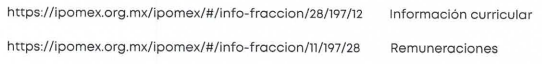 https://ipomex.org.mx/ipomex/#/info-fraccion/28/197/12 Información curricular
https://ipomex.org.mx/ipomex/#/info-fraccion/11/197/28 Remuneraciones